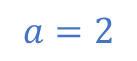 a = 2